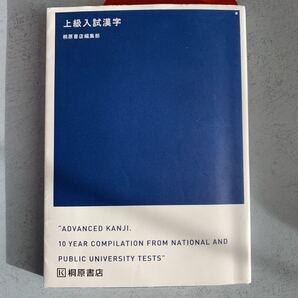 上級入試漢字
桐原書店編集部
"ADVANCED KANJI.
10 YEAR COMPILATION FROM NATIONAL AND
PUBLIC UNIVERSITY TESTS"
K 桐原書店